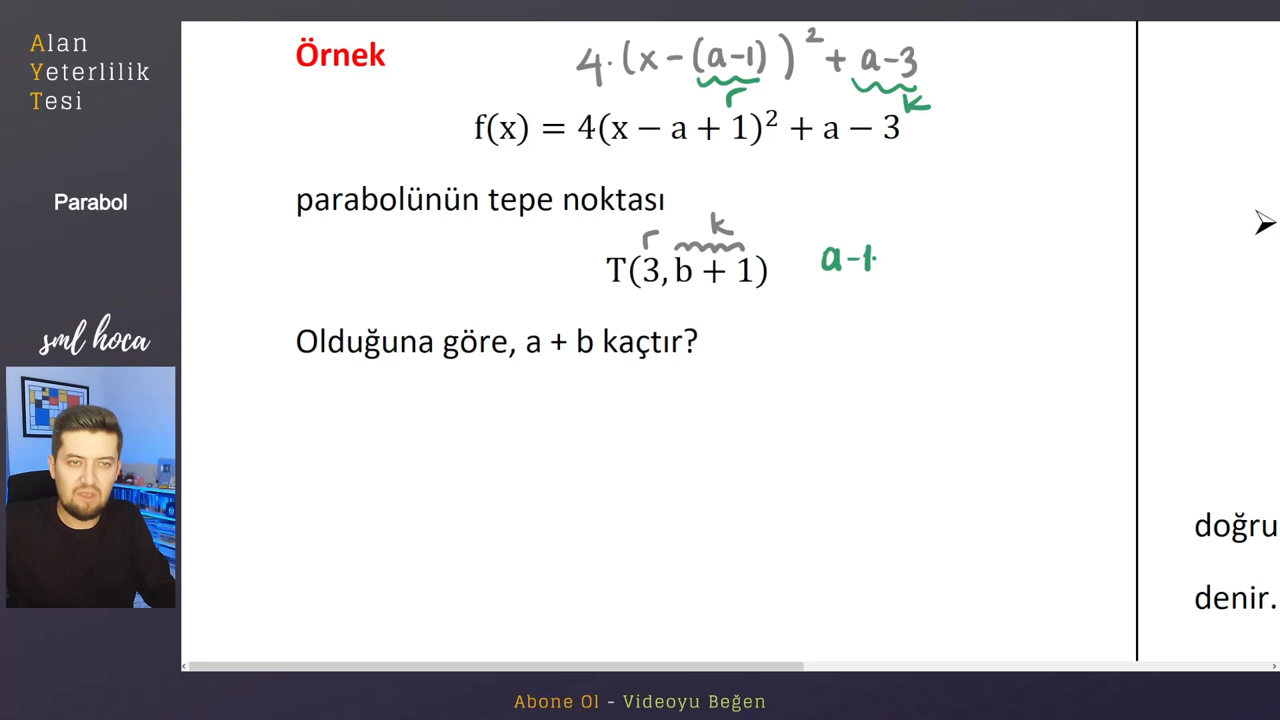 Alan
Yeterlilik
Tesi
Parabol
sml hoca
Örnek
4.(x-(a-1))² + a-3
r
k
f(x) = 4(x − a + 1)² + a − 3
parabolünün tepe noktası
r
k
T(3, b + 1)
a-1
Olduğuna göre, a + b kaçtır?
doğru
denir.
Abone Ol - Videoyu Beğen